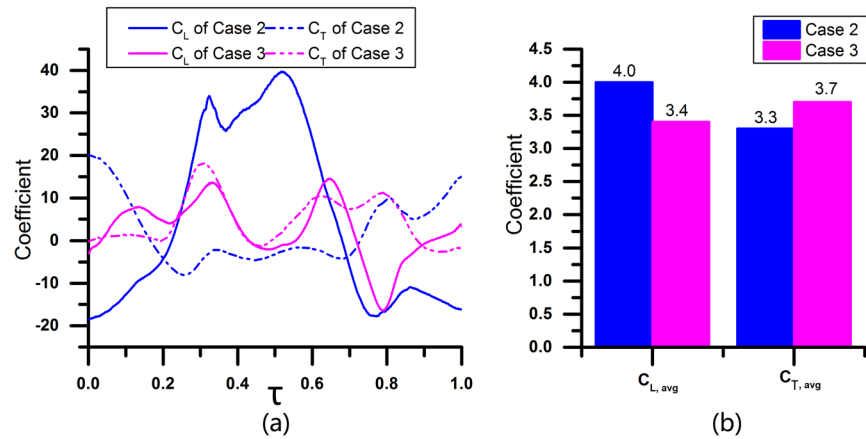 C_L of Case 2 C_T of Case 2
C_L of Case 3 C_T of Case 3
Coefficient
40
30
20
10
0
-10
-20
0.0 0.2 0.4 0.6 0.8 1.0
τ
(a)
Case 2
Case 3
Coefficient
4.5
4.0
3.5
3.0
2.5
2.0
1.5
1.0
0.5
0.0
4.0
3.4
3.3
3.7
C_L, avg C_T, avg
(b)